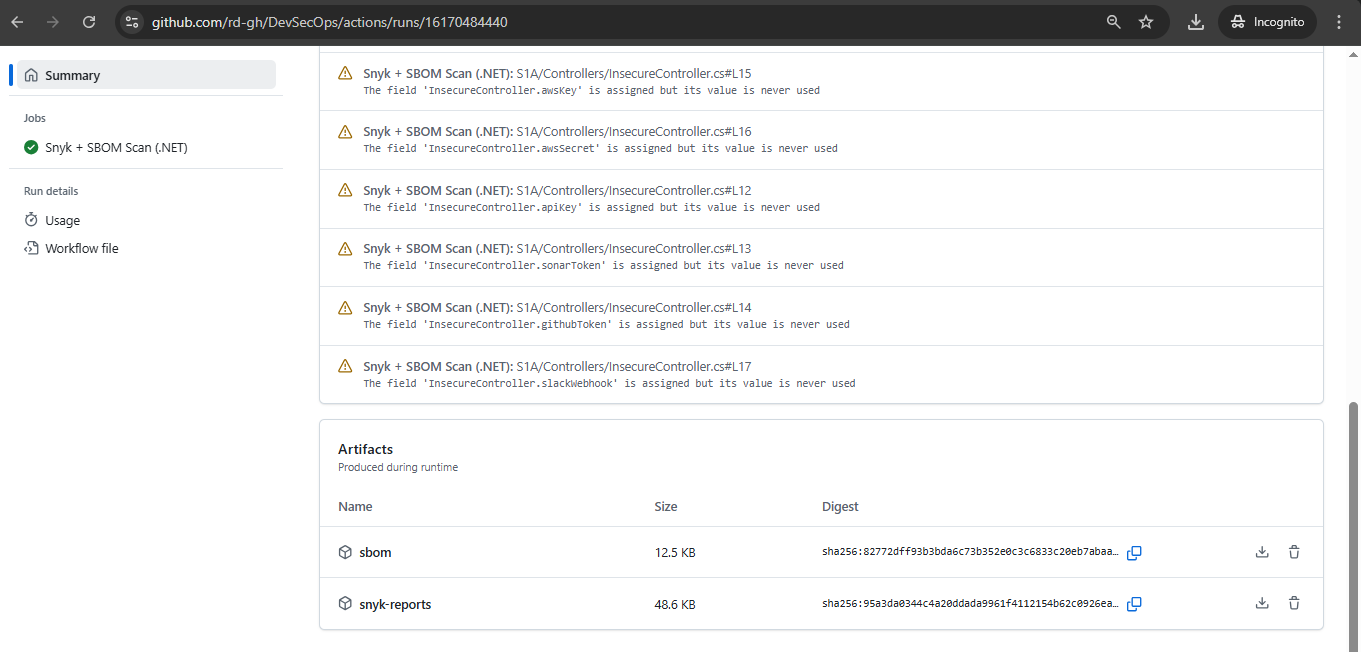 github.com/rd-gh/DevSecOps/actions/runs/16170484440
Incognito
Summary
Jobs
Snyk + SBOM Scan (.NET)
Run details
Usage
Workflow file
Snyk + SBOM Scan (.NET): S1A/Controllers/InsecureController.cs#L15
The field 'InsecureController.awsKey' is assigned but its value is never used
Snyk + SBOM Scan (.NET): S1A/Controllers/InsecureController.cs#L16
The field 'InsecureController.awsSecret' is assigned but its value is never used
Snyk + SBOM Scan (.NET): S1A/Controllers/InsecureController.cs#L12
The field 'InsecureController.apiKey' is assigned but its value is never used
Snyk + SBOM Scan (.NET): S1A/Controllers/InsecureController.cs#L13
The field 'InsecureController.sonarToken' is assigned but its value is never used
Snyk + SBOM Scan (.NET): S1A/Controllers/InsecureController.cs#L14
The field 'InsecureController.githubToken' is assigned but its value is never used
Snyk + SBOM Scan (.NET): S1A/Controllers/InsecureController.cs#L17
The field 'InsecureController.slackWebhook' is assigned but its value is never used
Artifacts
Produced during runtime
Name Size Digest
sbom 12.5 KB sha256:82772dff93b3bda6c73b352e0c3c6833c20eb7abaa…
snyk-reports 48.6 KB sha256:95a3da0344c4a20ddada9961f4112154b62c0926ea…